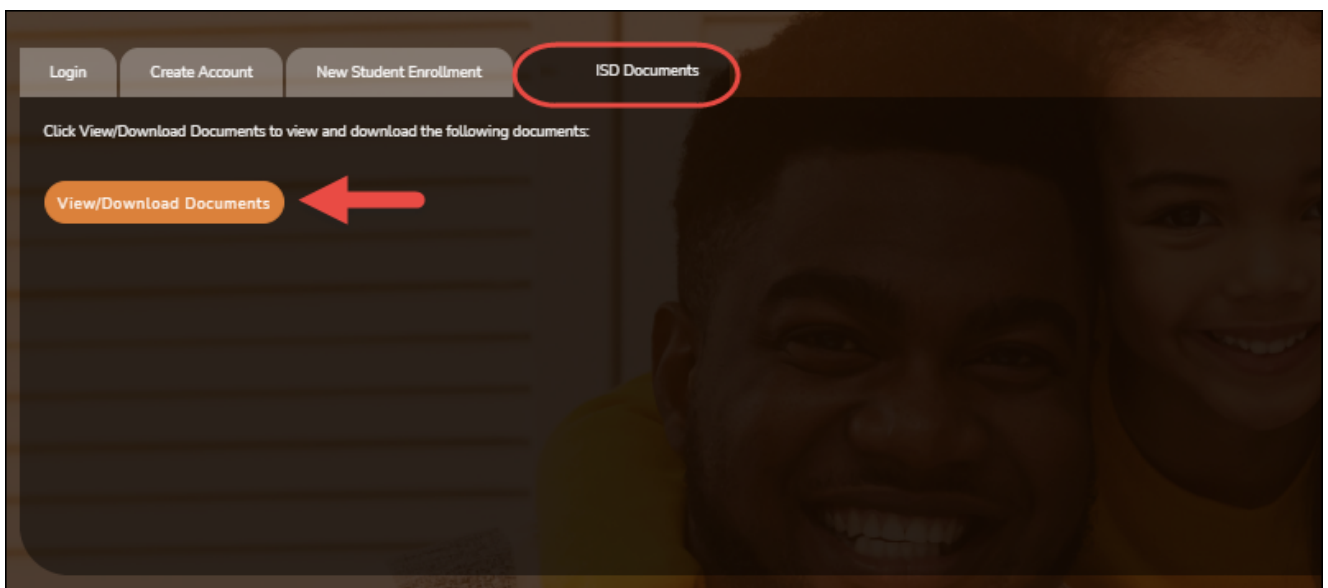 Login Create Account New Student Enrollment ISD Documents
Click View/Download Documents to view and download the following documents:
View/Download Documents